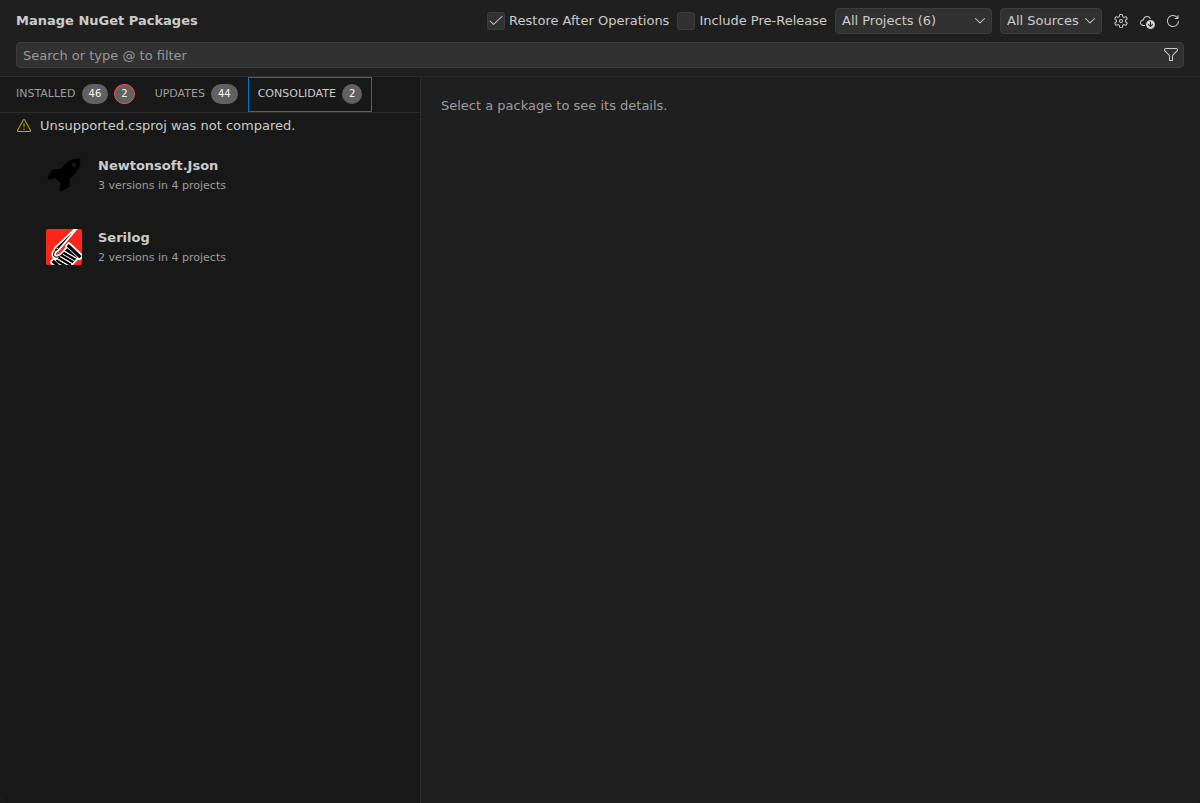 Manage NuGet Packages
Restore After Operations
Include Pre-Release
All Projects (6)
All Sources
Search or type @ to filter
INSTALLED 46 2 UPDATES 44 CONSOLIDATE 2
Unsupported.csproj was not compared.
Newtonsoft.Json
3 versions in 4 projects
Serilog
2 versions in 4 projects
Select a package to see its details.